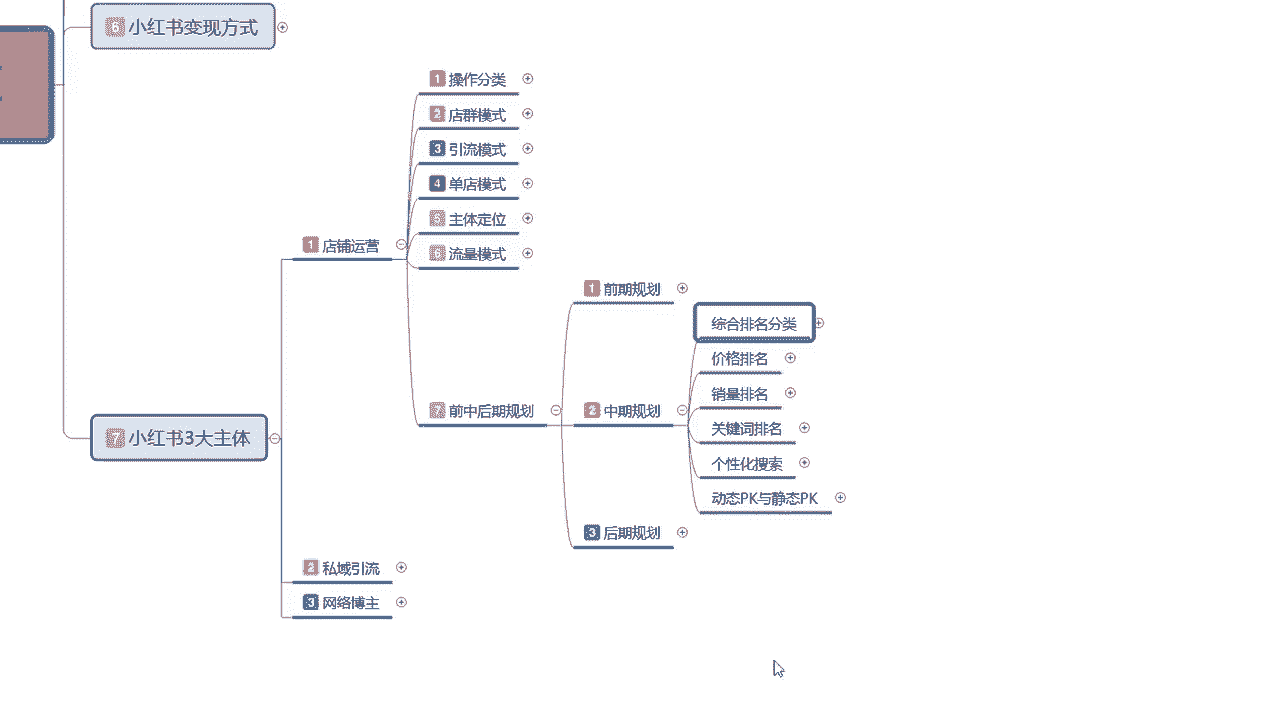 6 小红书变现方式
1 操作分类
2 店群模式
3 引流模式
4 单店模式
5 主体定位
6 流量模式
1 店铺运营
1 前期规划
综合排名分类
价格排名
销量排名
7 前中后期规划
2 中期规划
关键词排名
7 小红书3大主体
个性化搜索
动态PK与静态PK
3 后期规划
2 私域引流
3 网络博主